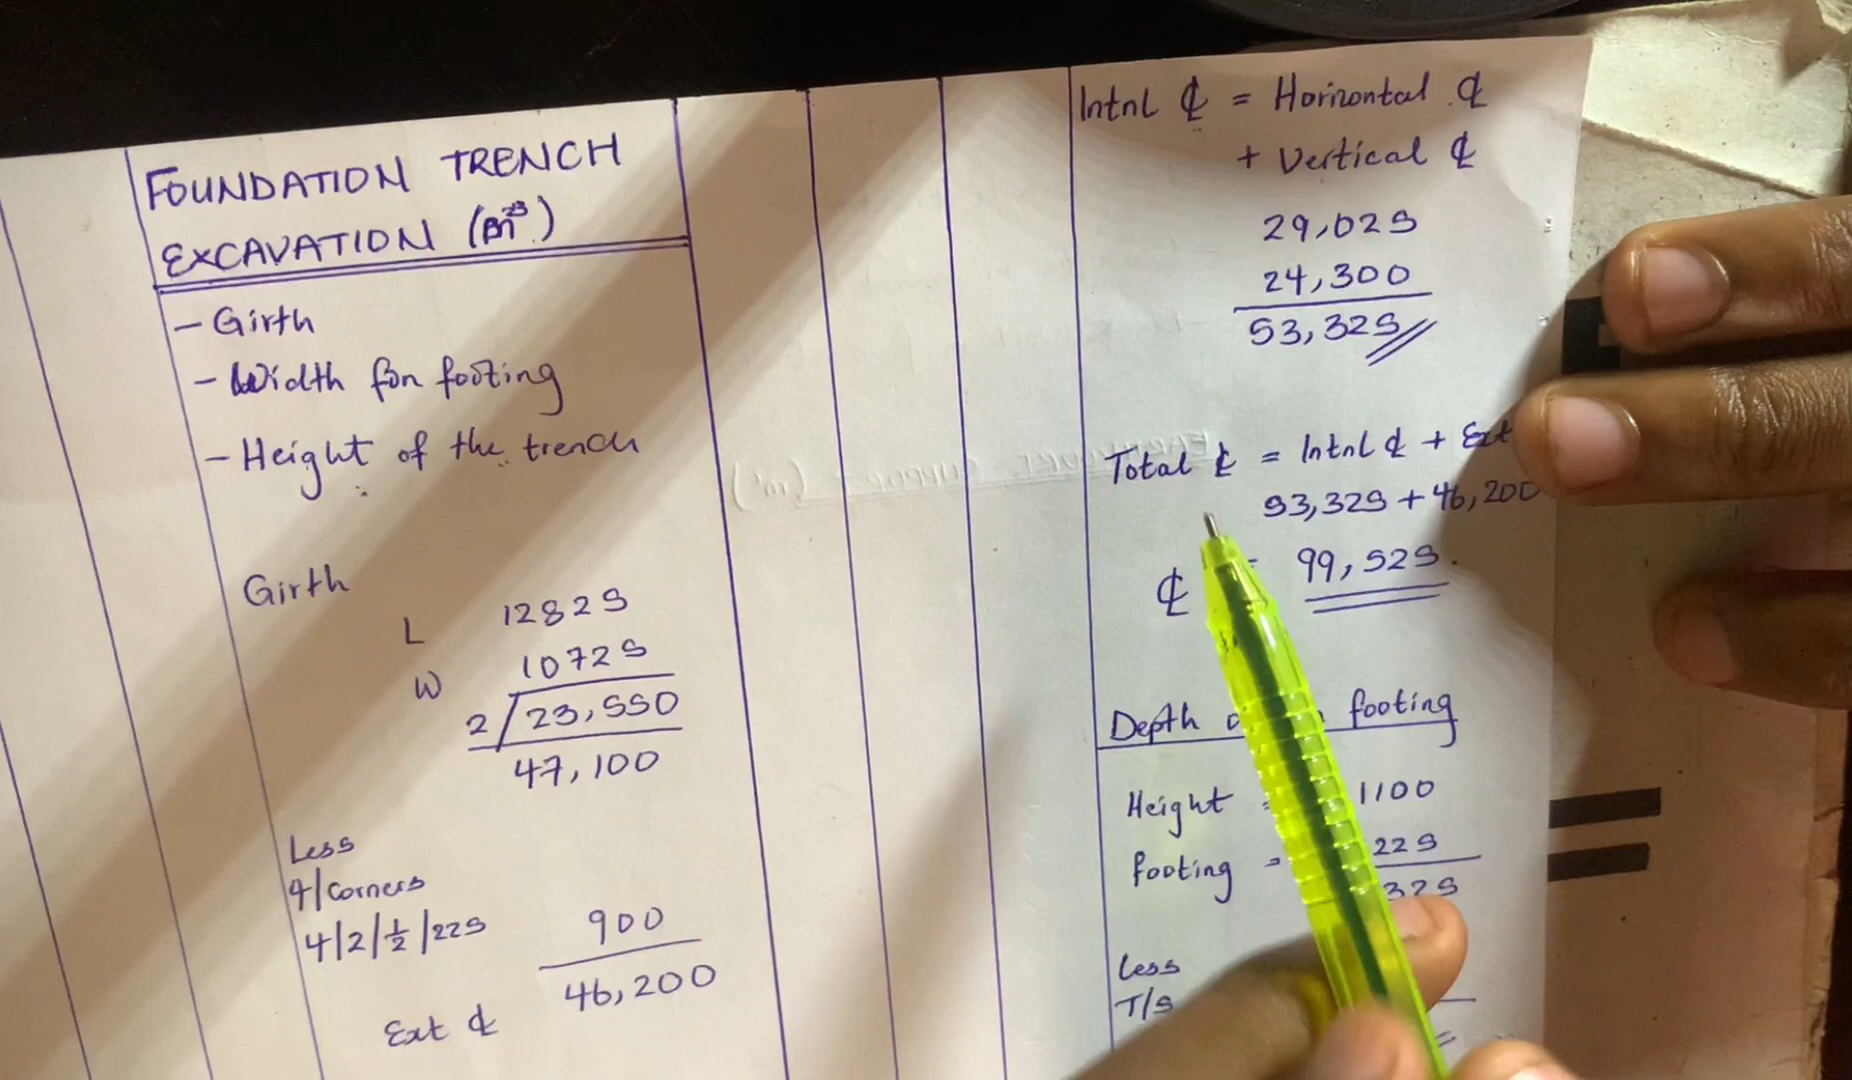 FOUNDATION TRENCH
EXCAVATION (m³)
- Girth
- Width for footing
- Height of the trench
Girth
L 12825
W 10725
2/23,550
47,100
Less
4/corners
4/2/½/225 900
46,200
Ext ₵
Intnl ₵ = Horizontal ₵
+ Vertical ₵
29,025
24,300
53,325
Total ₵ = Intnl ₵ + Ext
53,325 + 46,200
₵ = 99,525.
Depth footing
Height = 1100
footing = 225
325
Less
T/S